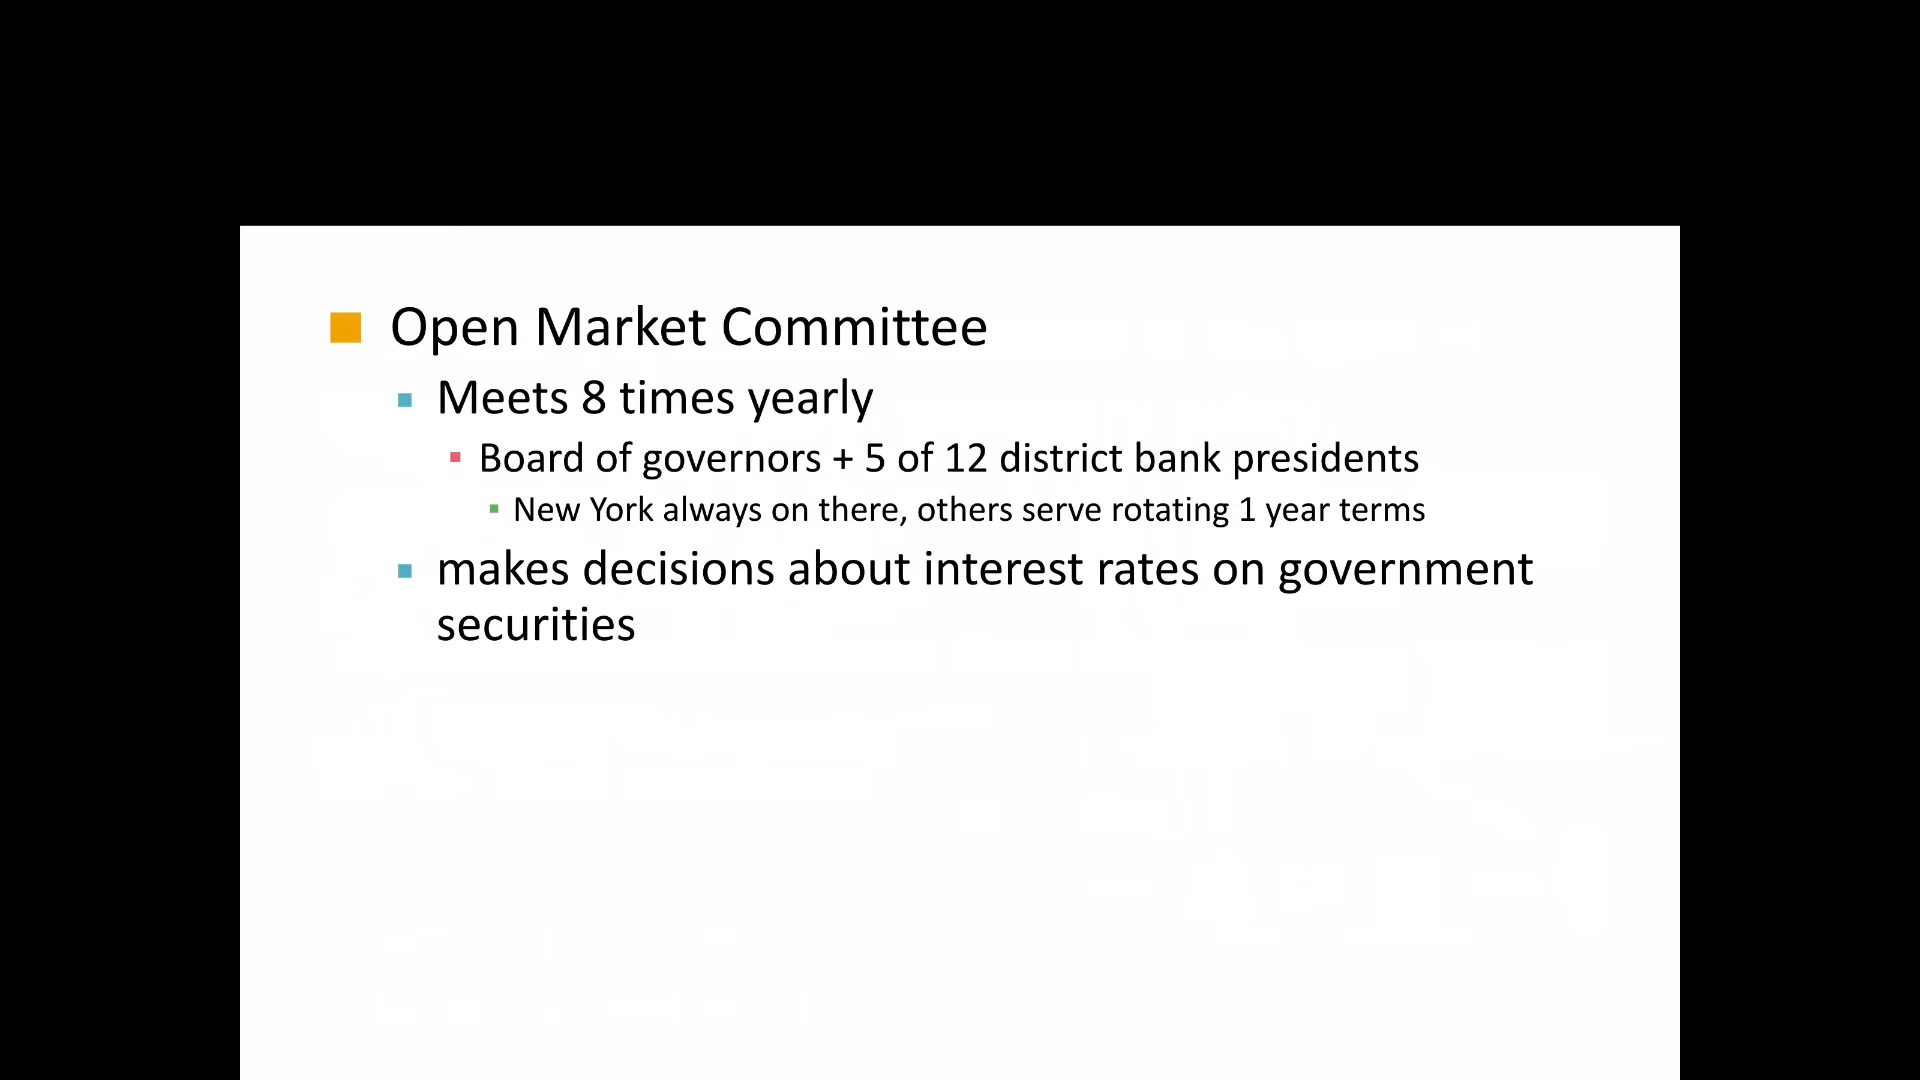 Open Market Committee
Meets 8 times yearly
Board of governors + 5 of 12 district bank presidents
New York always on there, others serve rotating 1 year terms
makes decisions about interest rates on government
securities